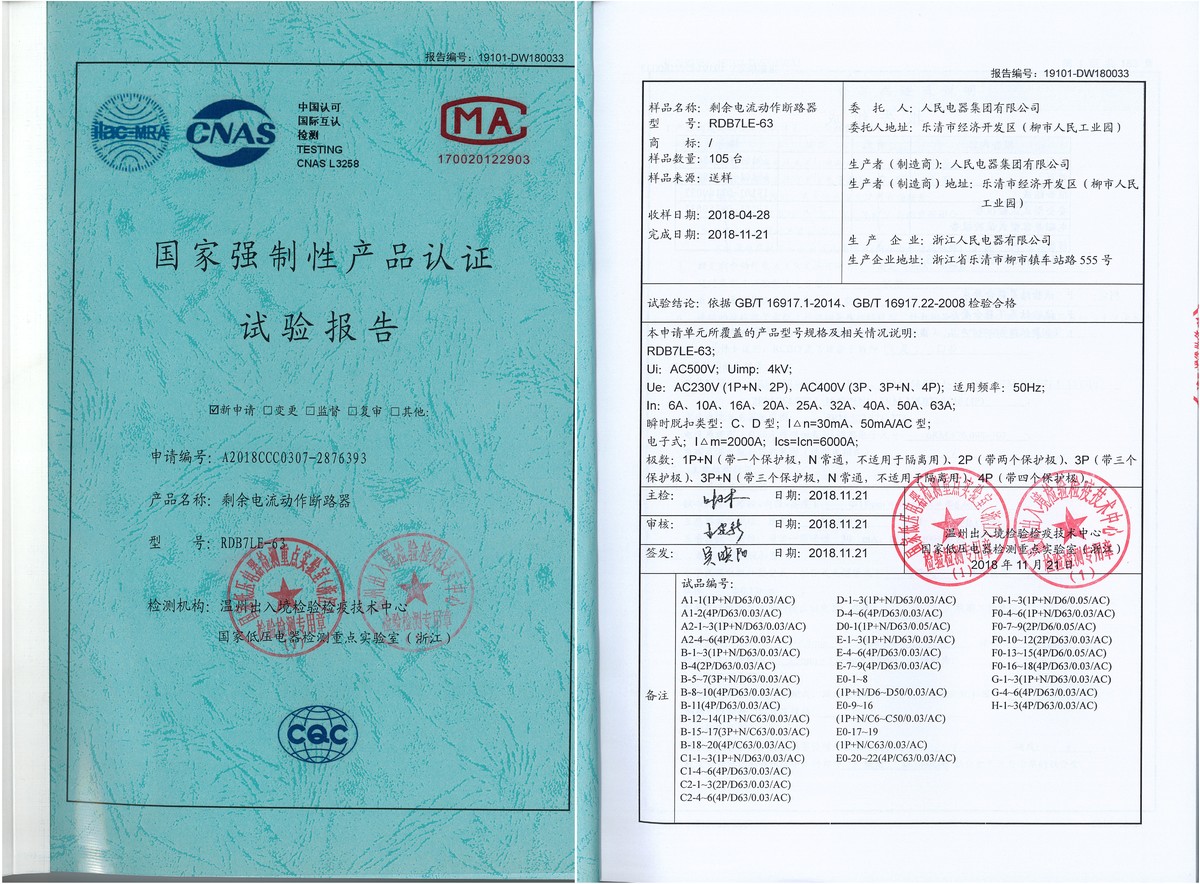 报告编号：19101-DW180033
ilac-MRA
CNAS
中国认可
国际互认
检测
TESTING
CNAS L3258
MA
170020122903
国家强制性产品认证
试验报告
☑新申请 □变更 □监督 □复审 □其他:
申请编号：A2018CCC0307-2876393
产品名称：剩余电流动作断路器
型 号：RDB7LE-63
检测机构：温州出入境检验检疫技术中心
国家低压电器检测重点实验室（浙江）
检验检测专用章
(1)
CQC
报告编号：19101-DW180033
样品名称：剩余电流动作断路器
型 号：RDB7LE-63
商 标：/
样品数量：105 台
样品来源：送样
收样日期：2018-04-28
完成日期：2018-11-21
委 托 人：人民电器集团有限公司
委托人地址：乐清市经济开发区（柳市人民工业园）
生产者（制造商）：人民电器集团有限公司
生产者（制造商）地址：乐清市经济开发区（柳市人民
工业园）
生 产 企 业：浙江人民电器有限公司
生产企业地址：浙江省乐清市柳市镇车站路 555 号
试验结论：依据 GB/T 16917.1-2014、GB/T 16917.22-2008 检验合格
本申请单元所覆盖的产品型号规格及相关情况说明：
RDB7LE-63;
Ui：AC500V；Uimp：4kV;
Ue：AC230V (1P+N、2P)，AC400V (3P、3P+N、4P)；适用频率：50Hz;
In：6A、10A、16A、20A、25A、32A、40A、50A、63A;
瞬时脱扣类型：C、D 型；I△n=30mA、50mA/AC 型;
电子式；I△m=2000A；Ics=Icn=6000A;
极数：1P+N（带一个保护极，N 常通，不适用于隔离用）、2P（带两个保护极）、3P（带三个
保护极）、3P+N（带三个保护极，N 常通，不适用于隔离用）、4P（带四个保护极）
主检： 日期：2018.11.21
审核： 日期：2018.11.21
签发： 日期：2018.11.21
温州出入境检验检疫技术中心
国家低压电器检测重点实验室（浙江）
2018 年 11 月 21 日
检验检测专用章
(1)
检验检测专用章
(1)
备注
试品编号：
A1-1(1P+N/D63/0.03/AC)
A1-2(4P/D63/0.03/AC)
A2-1~3(1P+N/D63/0.03/AC)
A2-4~6(4P/D63/0.03/AC)
B-1~3(1P+N/D63/0.03/AC)
B-4(2P/D63/0.03/AC)
B-5~7(3P+N/D63/0.03/AC)
B-8~10(4P/D63/0.03/AC)
B-11(4P/D63/0.03/AC)
B-12~14(1P+N/C63/0.03/AC)
B-15~17(3P+N/C63/0.03/AC)
B-18~20(4P/C63/0.03/AC)
C1-1~3(1P+N/D63/0.03/AC)
C1-4~6(4P/D63/0.03/AC)
C2-1~3(2P/D63/0.03/AC)
C2-4~6(4P/D63/0.03/AC)
D-1~3(1P+N/D63/0.03/AC)
D-4~6(4P/D63/0.03/AC)
D0-1(1P+N/D63/0.05/AC)
E-1~3(1P+N/D63/0.03/AC)
E-4~6(4P/D63/0.03/AC)
E-7~9(4P/D63/0.03/AC)
E0-1~8
(1P+N/D6~D50/0.03/AC)
E0-9~16
(1P+N/C6~C50/0.03/AC)
E0-17~19
(1P+N/C63/0.03/AC)
E0-20~22(4P/C63/0.03/AC)
F0-1~3(1P+N/D6/0.05/AC)
F0-4~6(1P+N/D63/0.03/AC)
F0-7~9(2P/D6/0.05/AC)
F0-10~12(2P/D63/0.03/AC)
F0-13~15(4P/D6/0.05/AC)
F0-16~18(4P/D63/0.03/AC)
G-1~3(1P+N/D63/0.03/AC)
G-4~6(4P/D63/0.03/AC)
H-1~3(4P/D63/0.03/AC)